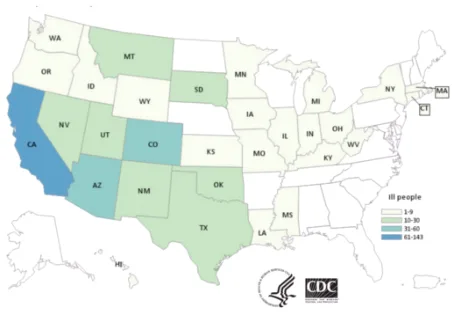 WA
MT
OR
ID
WY
SD
MN
MI
NY
MA
CT
IA
NV
UT
CO
CA
KS
MO
IL
IN
OH
WV
KY
AZ
NM
OK
TX
LA
MS
HI
Ill people
1-9
10-30
31-60
61-143
CDC